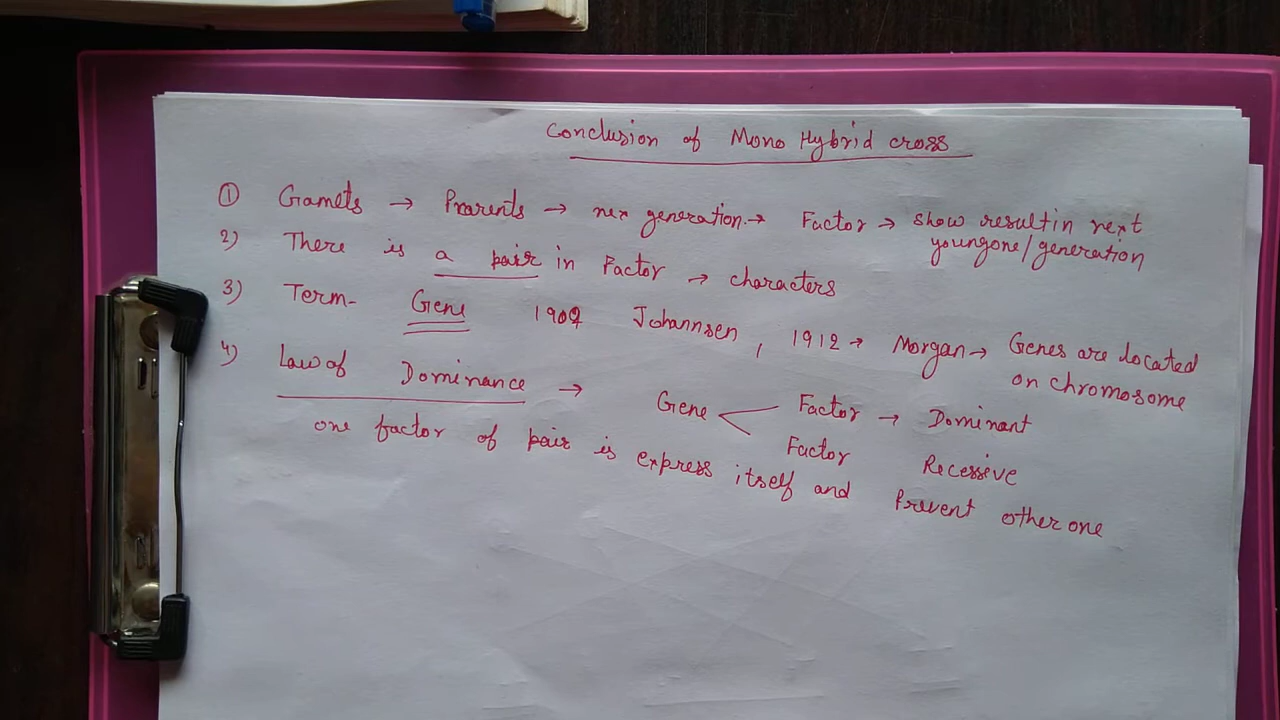 Conclusion of Mono Hybrid cross
① Gamets → Prarents → nex generation.→ Factor → show result in next
youngone/generation
2) There is a pair in Factor → characters
3) Term- Gene 1909 Johannsen, 1912 → Morgan → Genes are located
on chromosome
4) Law of Dominance → Gene < Factor → Dominant
Factor Recessive
one factor of pair is express itself and Prevent other one